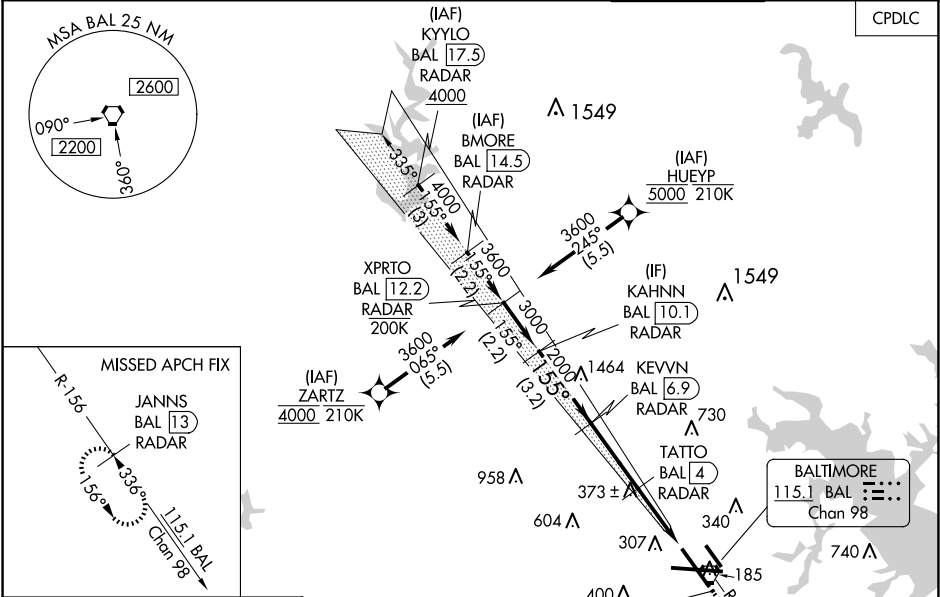 MSA BAL 25 NM
2600
090°
2200
360°
CPDLC
(IAF)
KYYLO
BAL 17.5
RADAR
4000
1549
(IAF)
BMORE
BAL 14.5
RADAR
(IAF)
HUEYP
5000 210K
335°
4000
155°
(3)
3600
245°
(5.5)
3600
155°
(2.2)
XPRTO
BAL 12.2
RADAR
200K
(IF)
KAHNN
BAL 10.1
RADAR
1549
3000
155°
(2.2)
3600
065°
(5.5)
(IAF)
ZARTZ
4000 210K
2000
155°
(3.2)
1464
KEVVN
BAL 6.9
RADAR
730
MISSED APCH FIX
R-156
JANNS
BAL 13
RADAR
336°
156°
115.1 BAL
Chan 98
TATTO
BAL 4
RADAR
958
373 ±
604
340
307
BALTIMORE
115.1 BAL
Chan 98
740
185
400
R